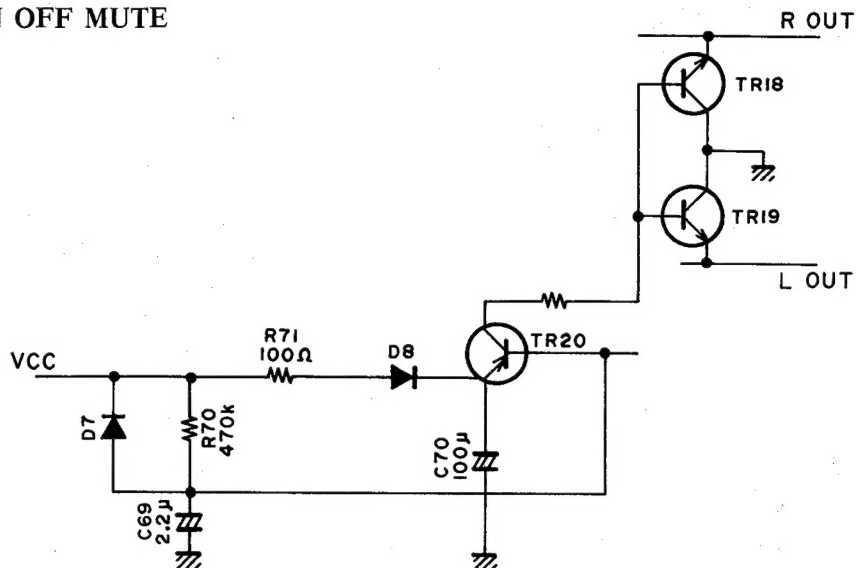 OFF MUTE
R OUT
TR18
TR19
L OUT
TR20
R71
100Ω
D8
VCC
D7
R70
470k
C70
100µ
C69
2.2µ